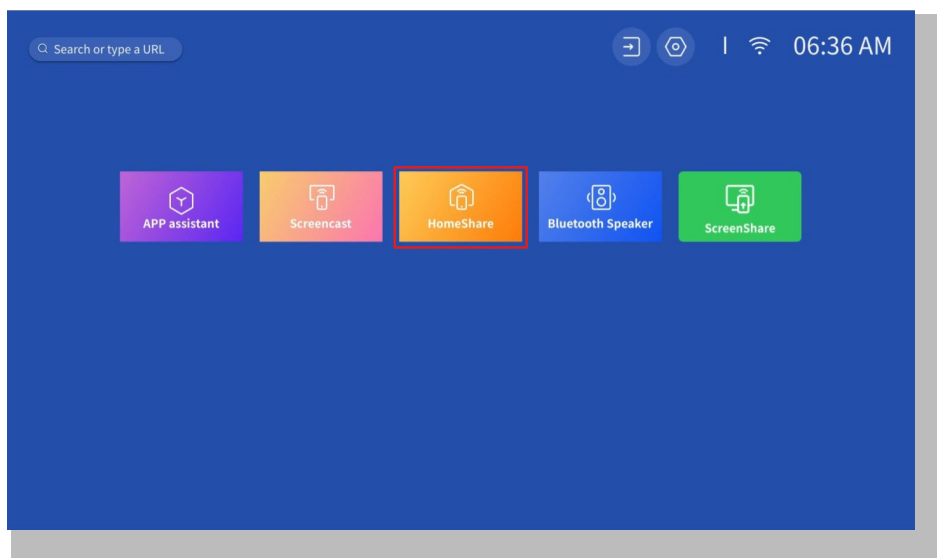 Search or type a URL
06:36 AM
APP assistant
Screencast
HomeShare
Bluetooth Speaker
ScreenShare